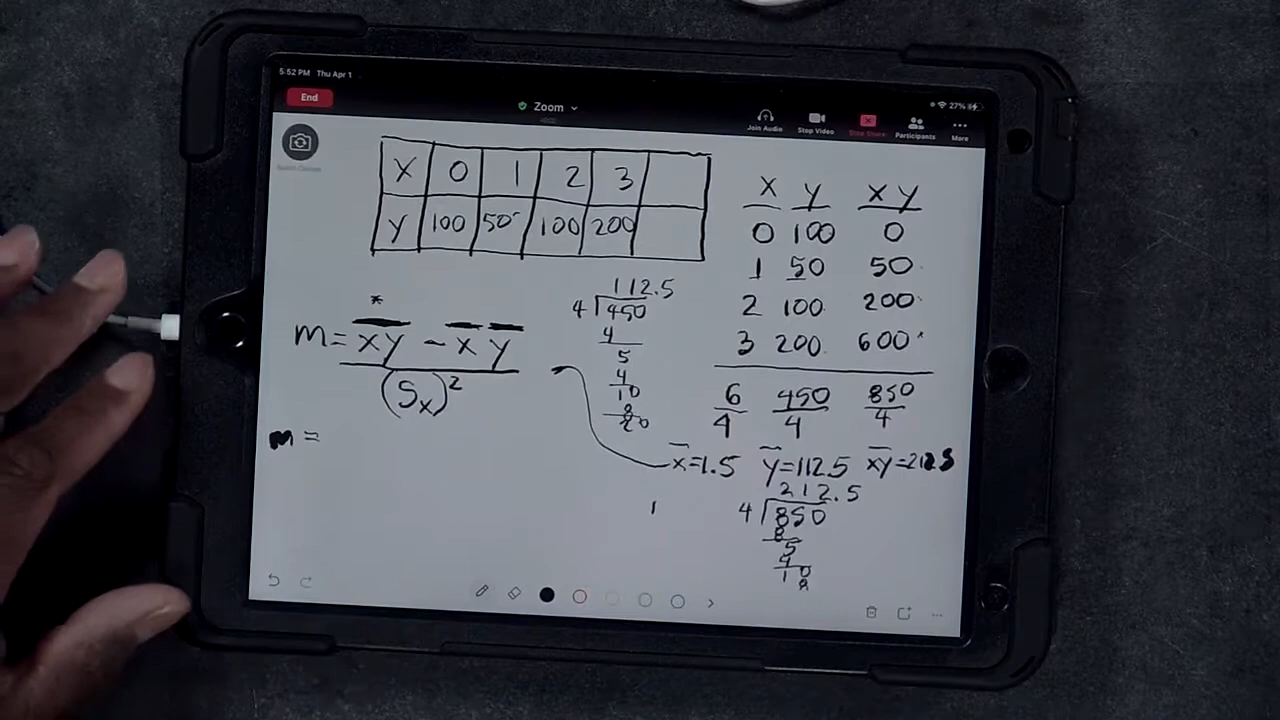 5:52 PM Thu Apr 1
27%
End
Zoom
Join Audio
Stop Video
Stop Share
Participants
More
X 0 1 2 3
Y 100 50 100 200
X Y XY
0 100 0
1 50 50
2 100 200
3 200 600
6/4 450/4 850/4
x̄=1.5 ȳ=112.5 x̅y̅=212.5
*
m = x̅y̅ - x̄ ȳ
(Sx)²
m =
112.5
4 450
4
5
4
10
8
20
212.5
4 850
8
5
4
10
8
1